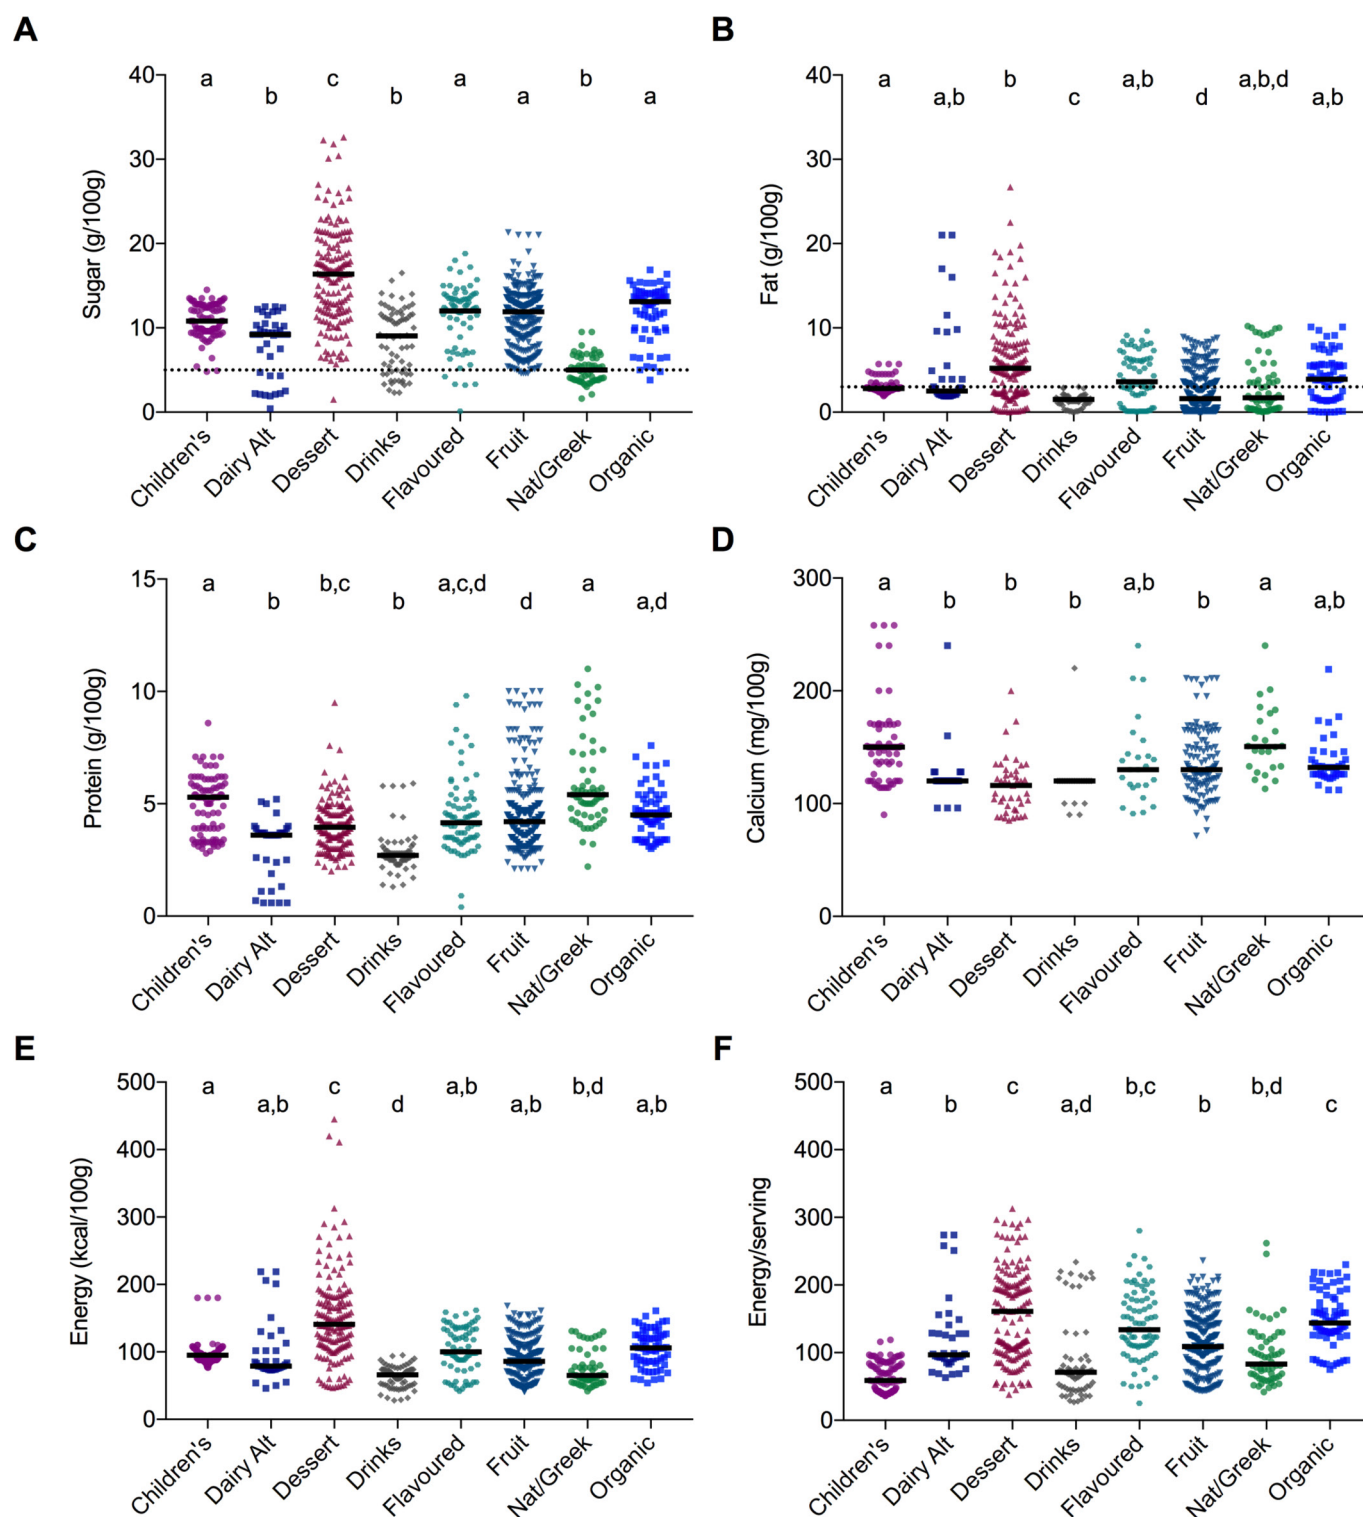 A
Sugar (g/100g)
40
30
20
10
0
a b c b a a b a
Children's Dairy Alt Dessert Drinks Flavoured Fruit Nat/Greek Organic
B
Fat (g/100g)
40
30
20
10
0
a a,b b c a,b d a,b,d a,b
Children's Dairy Alt Dessert Drinks Flavoured Fruit Nat/Greek Organic
C
Protein (g/100g)
15
10
5
0
a b b,c b a,c,d d a a,d
Children's Dairy Alt Dessert Drinks Flavoured Fruit Nat/Greek Organic
D
Calcium (mg/100g)
300
200
100
0
a b b b a,b b a a,b
Children's Dairy Alt Dessert Drinks Flavoured Fruit Nat/Greek Organic
E
Energy (kcal/100g)
500
400
300
200
100
0
a a,b c d a,b a,b b,d a,b
Children's Dairy Alt Dessert Drinks Flavoured Fruit Nat/Greek Organic
F
Energy/serving
500
400
300
200
100
0
a b c a,d b,c b b,d c
Children's Dairy Alt Dessert Drinks Flavoured Fruit Nat/Greek Organic